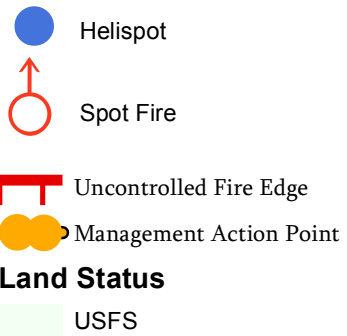 Helispot
Spot Fire
Uncontrolled Fire Edge
Management Action Point
Land Status
USFS